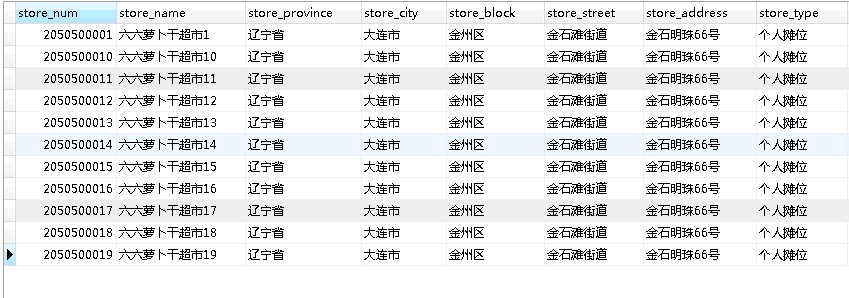 store_num store_name store_province store_city store_block store_street store_address store_type
2050500001 六六萝卜干超市1 辽宁省 大连市 金州区 金石滩街道 金石明珠66号 个人摊位
2050500010 六六萝卜干超市10 辽宁省 大连市 金州区 金石滩街道 金石明珠66号 个人摊位
2050500011 六六萝卜干超市11 辽宁省 大连市 金州区 金石滩街道 金石明珠66号 个人摊位
2050500012 六六萝卜干超市12 辽宁省 大连市 金州区 金石滩街道 金石明珠66号 个人摊位
2050500013 六六萝卜干超市13 辽宁省 大连市 金州区 金石滩街道 金石明珠66号 个人摊位
2050500014 六六萝卜干超市14 辽宁省 大连市 金州区 金石滩街道 金石明珠66号 个人摊位
2050500015 六六萝卜干超市15 辽宁省 大连市 金州区 金石滩街道 金石明珠66号 个人摊位
2050500016 六六萝卜干超市16 辽宁省 大连市 金州区 金石滩街道 金石明珠66号 个人摊位
2050500017 六六萝卜干超市17 辽宁省 大连市 金州区 金石滩街道 金石明珠66号 个人摊位
2050500018 六六萝卜干超市18 辽宁省 大连市 金州区 金石滩街道 金石明珠66号 个人摊位
2050500019 六六萝卜干超市19 辽宁省 大连市 金州区 金石滩街道 金石明珠66号 个人摊位